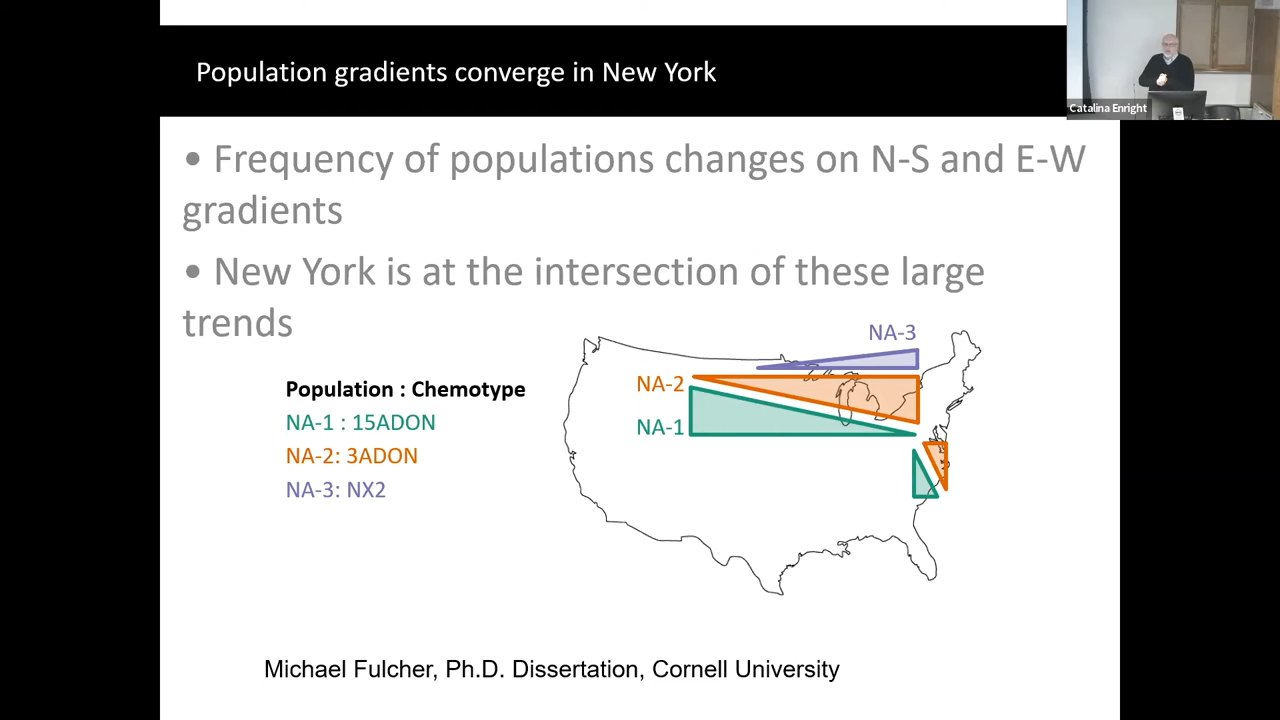 Population gradients converge in New York
Catalina Enright
• Frequency of populations changes on N-S and E-W
gradients
• New York is at the intersection of these large
trends
NA-3
NA-2
NA-1
Population : Chemotype
NA-1 : 15ADON
NA-2: 3ADON
NA-3: NX2
Michael Fulcher, Ph.D. Dissertation, Cornell University